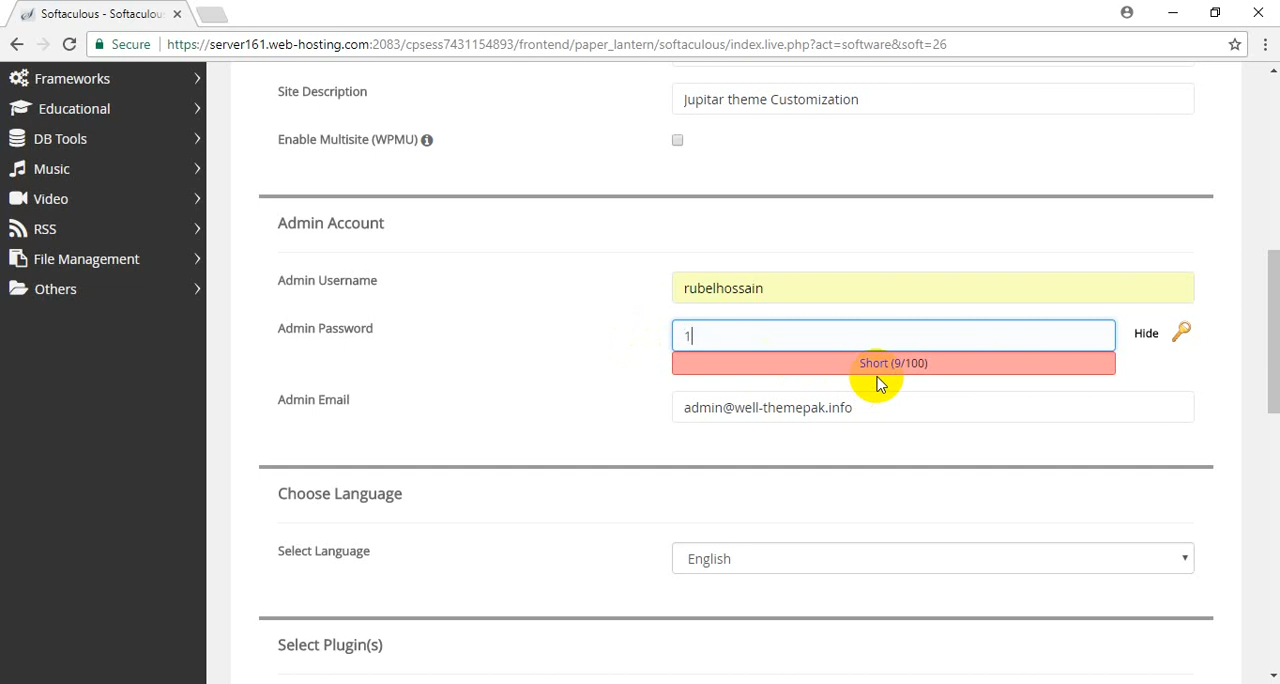 Softaculous - Softaculou
Secure
https://server161.web-hosting.com:2083/cpsess7431154893/frontend/paper_lantern/softaculous/index.live.php?act=software&soft=26
Frameworks
Educational
DB Tools
Music
Video
RSS
File Management
Others
Site Description
Jupitar theme Customization
Enable Multisite (WPMU)
Admin Account
Admin Username
rubelhossain
Admin Password
1
Hide
Short (9/100)
Admin Email
admin@well-themepak.info
Choose Language
Select Language
English
Select Plugin(s)